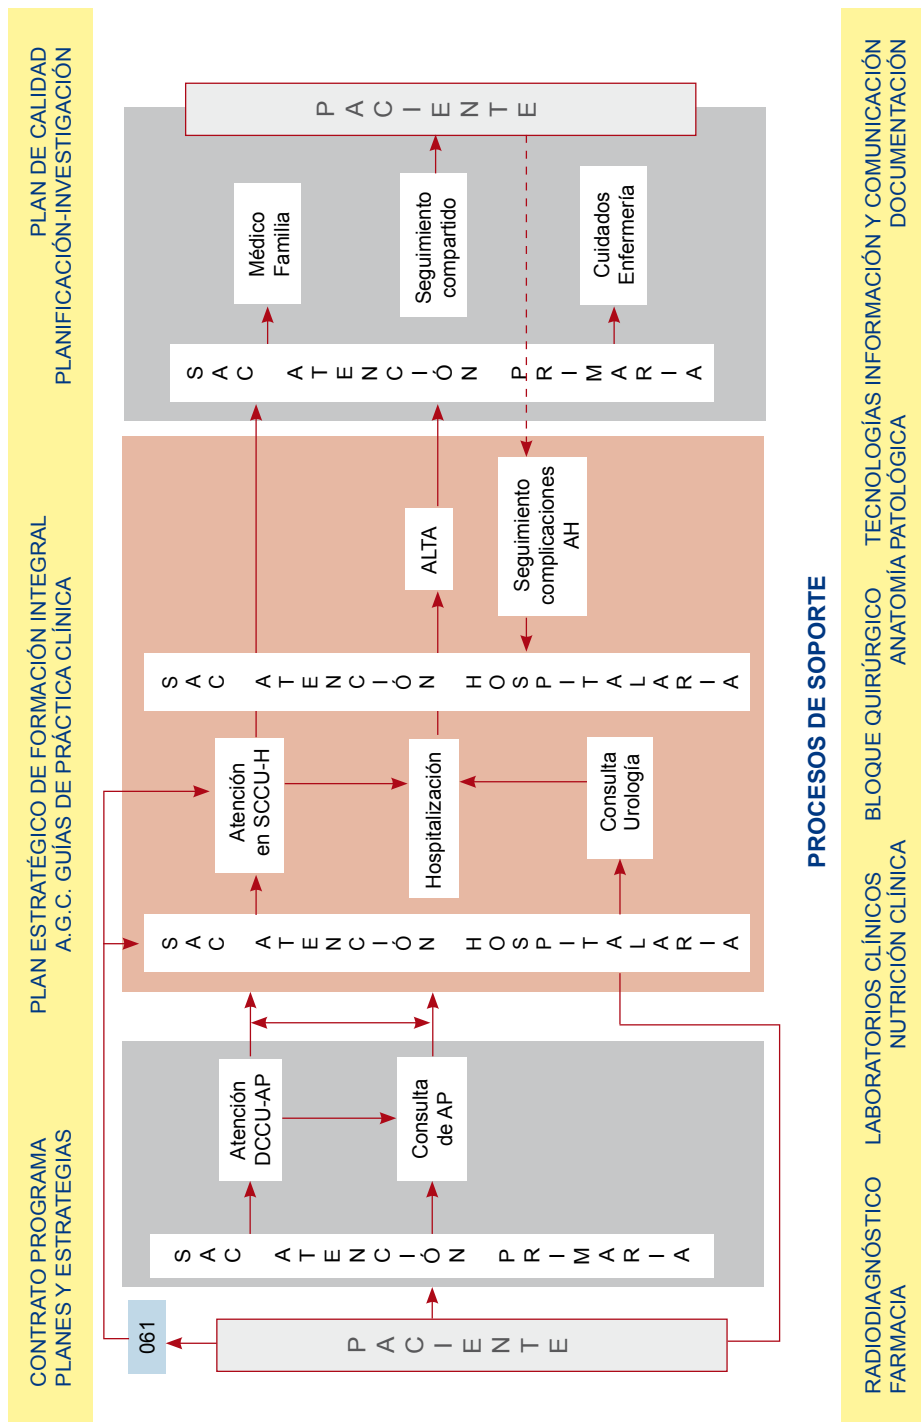 CONTRATO PROGRAMA
PLANES Y ESTRATEGIAS
PLAN ESTRATÉGICO DE FORMACIÓN INTEGRAL
A.G.C. GUÍAS DE PRÁCTICA CLÍNICA
PLAN DE CALIDAD
PLANIFICACIÓN-INVESTIGACIÓN
061
PACIENTE
SAC ATENCIÓN PRIMARIA
Atención
DCCU-AP
Consulta
de AP
SAC ATENCIÓN HOSPITALARIA
Atención
en SCCU-H
Hospitalización
Consulta
Urología
SAC ATENCIÓN HOSPITALARIA
ALTA
Seguimiento
complicaciones
AH
SAC ATENCIÓN PRIMARIA
Médico
Familia
Seguimiento
compartido
Cuidados
Enfermería
PACIENTE
PROCESOS DE SOPORTE
RADIODIAGNÓSTICO
FARMACIA
LABORATORIOS CLÍNICOS
NUTRICIÓN CLÍNICA
BLOQUE QUIRÚRGICO
ANATOMÍA PATOLÓGICA
TECNOLOGÍAS INFORMACIÓN Y COMUNICACIÓN
DOCUMENTACIÓN